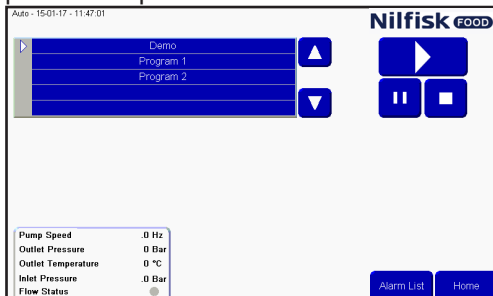 Auto - 15-01-17 - 11:47:01
Nilfisk FOOD
Demo
Program 1
Program 2
Pump Speed .0 Hz
Outlet Pressure 0 Bar
Outlet Temperature 0 °C
Inlet Pressure .0 Bar
Flow Status
Alarm List Home